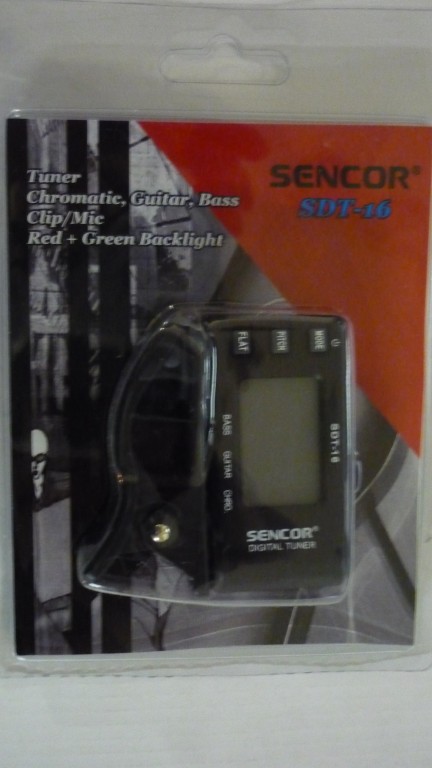 Tuner
Chromatic, Guitar, Bass
Clip/Mic
Red + Green Backlight
SENCOR®
SDT-16
FLAT
PITCH
MODE
BASS
GUITAR
CHRO.
SDT-16
SENCOR®
DIGITAL TUNER